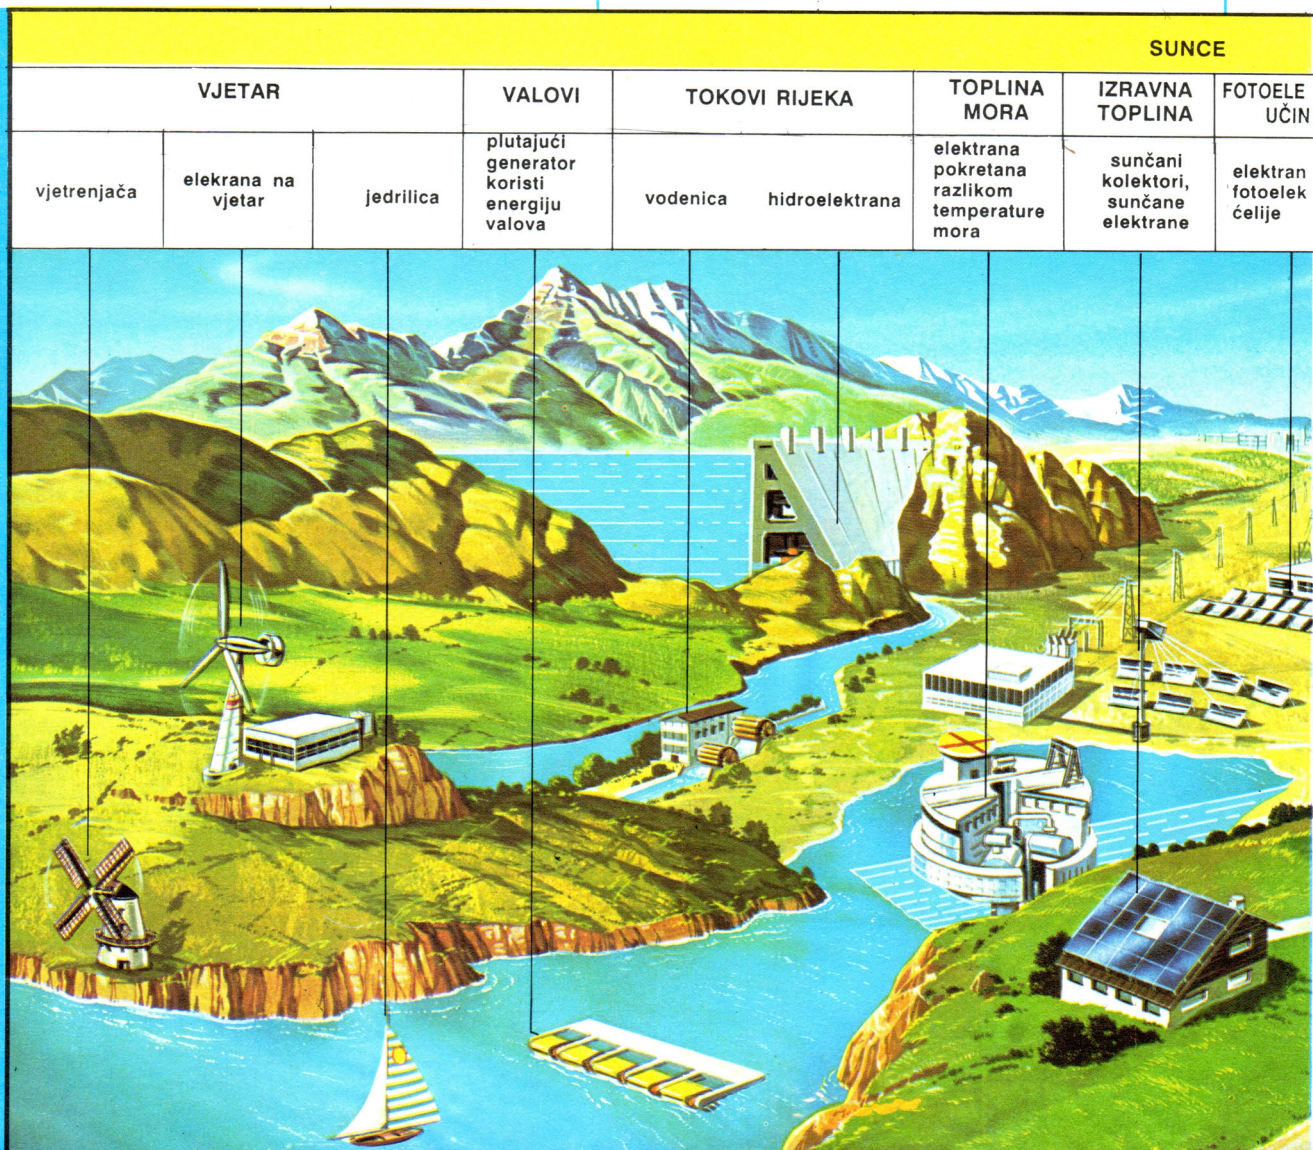 SUNCE
VJETAR
VALOVI
TOKOVI RIJEKA
TOPLINA
MORA
IZRAVNA
TOPLINA
FOTOELE
UČIN
vjetrenjača
elekrana na
vjetar
jedrilica
plutajući
generator
koristi
energiju
valova
vodenica
hidroelektrana
elektrana
pokretana
razlikom
temperature
mora
sunčani
kolektori,
sunčane
elektrane
elektran
fotoelek
ćelije